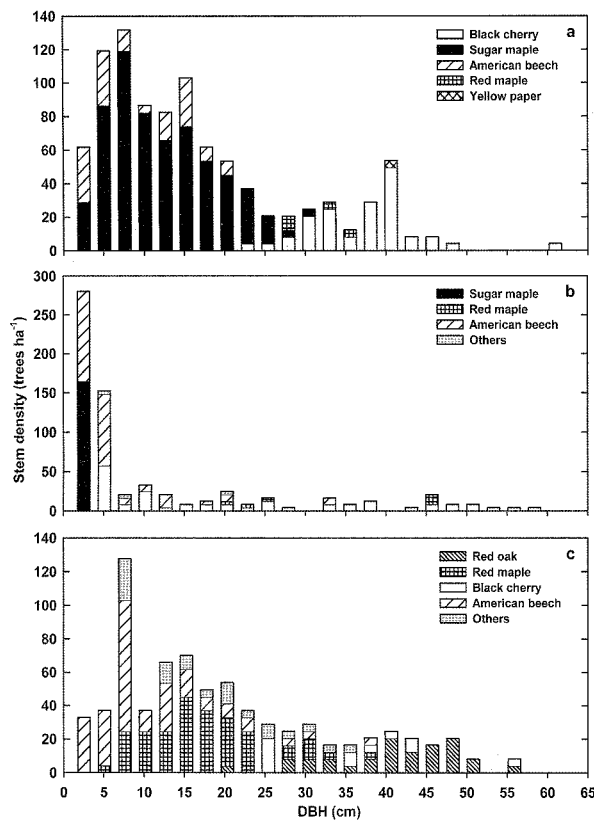 140
120
100
80
60
40
20
0
a
Black cherry
Sugar maple
American beech
Red maple
Yellow paper
Stem density (trees ha-1)
300
250
200
150
100
50
0
b
Sugar maple
Red maple
American beech
Others
140
120
100
80
60
40
20
0
c
Red oak
Red maple
Black cherry
American beech
Others
0 5 10 15 20 25 30 35 40 45 50 55 60 65
DBH (cm)